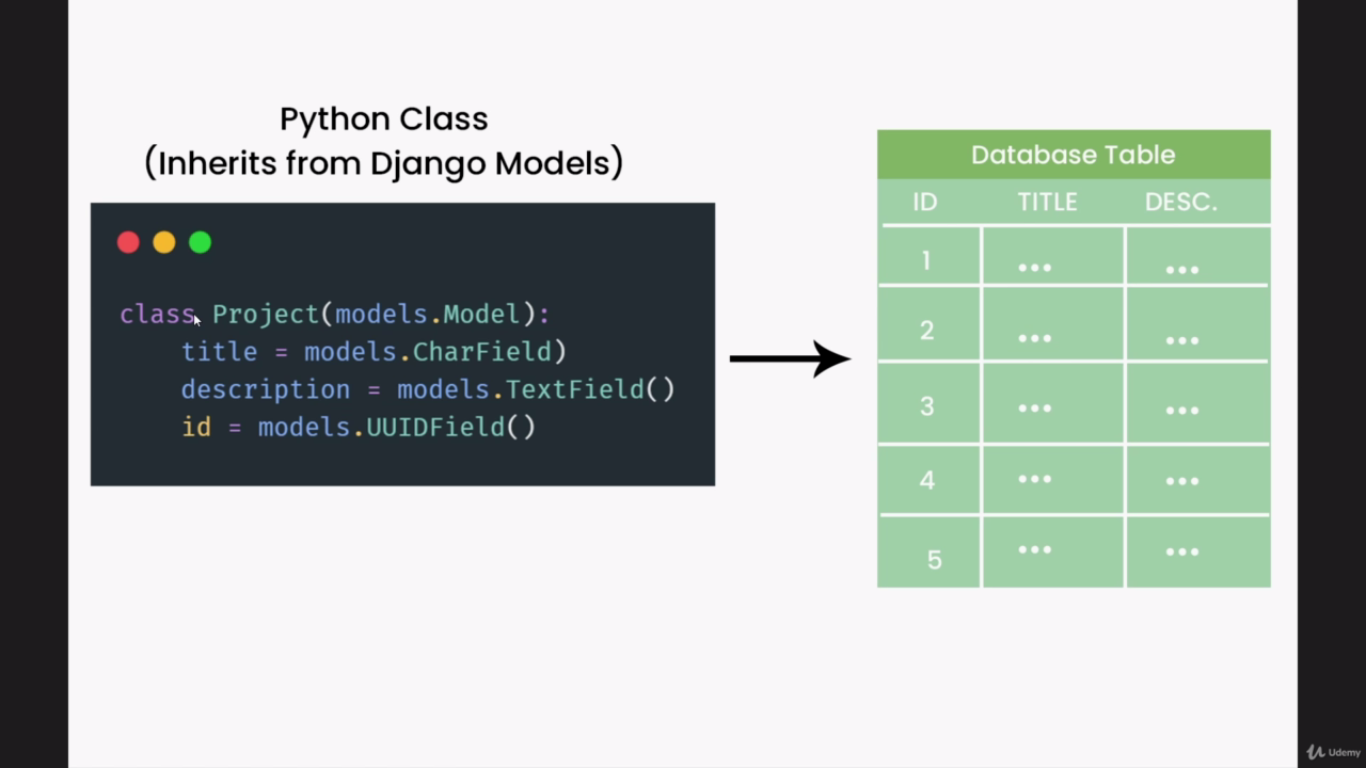 Python Class
(Inherits from Django Models)
class Project(models.Model):
    title = models.CharField)
    description = models.TextField()
    id = models.UUIDField()
Database Table
ID TITLE DESC.
1 ... ...
2 ... ...
3 ... ...
4 ... ...
5 ... ...
Udemy